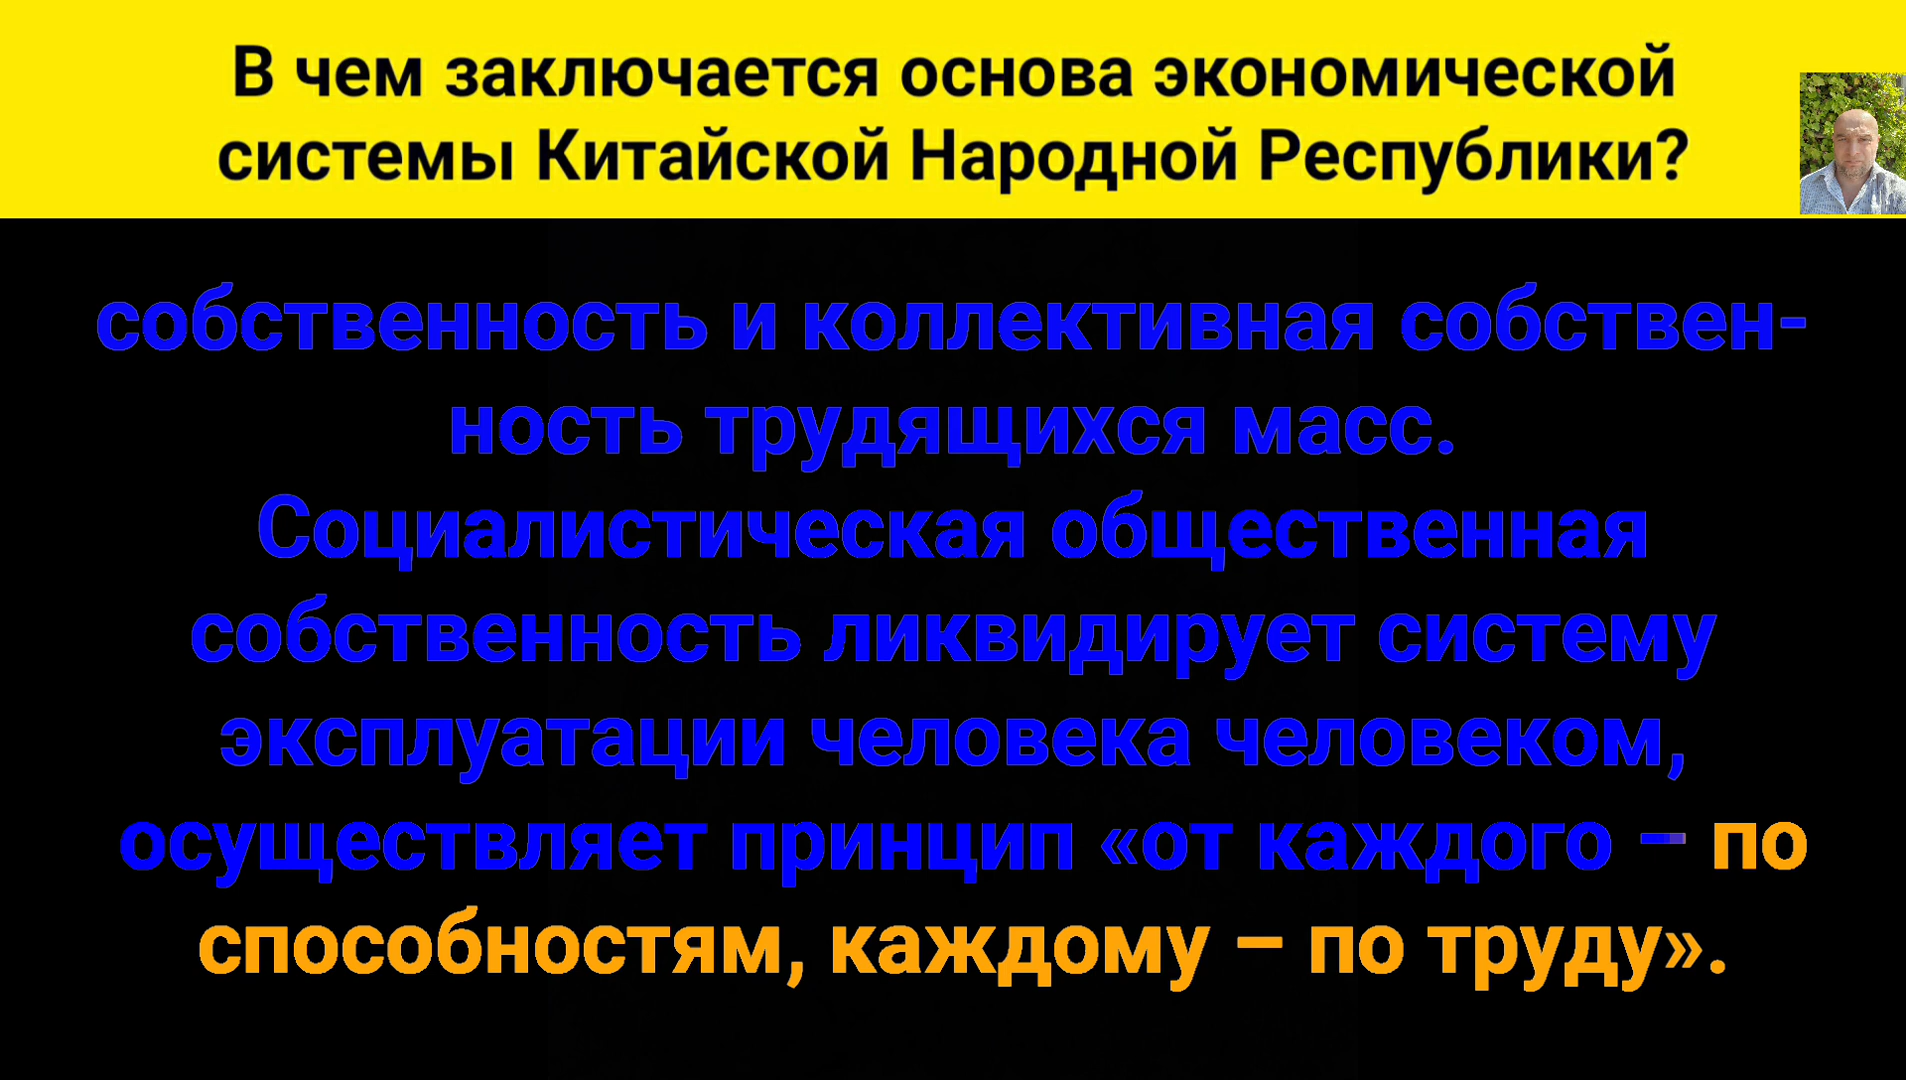 В чем заключается основа экономической
системы Китайской Народной Республики?
собственность и коллективная собствен-
ность трудящихся масс.
Социалистическая общественная
собственность ликвидирует систему
эксплуатации человека человеком,
осуществляет принцип «от каждого – по
способностям, каждому – по труду».